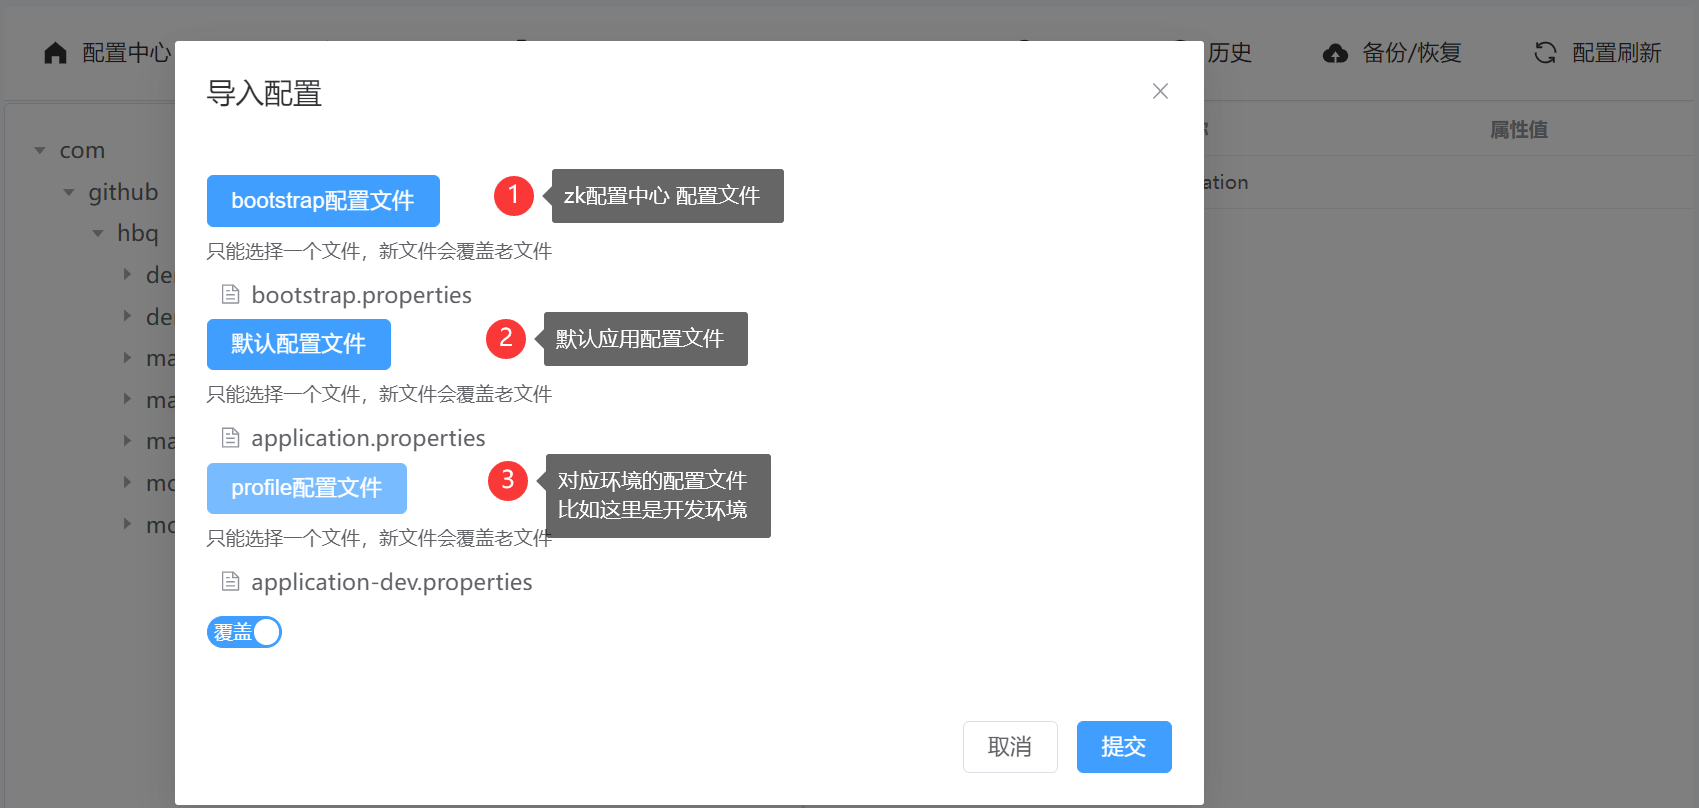 配置中心
历史
备份/恢复
配置刷新
导入配置
属性值
com
github
hbq
bootstrap配置文件
1
zk配置中心 配置文件
只能选择一个文件，新文件会覆盖老文件
bootstrap.properties
默认配置文件
2
默认应用配置文件
只能选择一个文件，新文件会覆盖老文件
application.properties
profile配置文件
3
对应环境的配置文件
比如这里是开发环境
只能选择一个文件，新文件会覆盖老文件
application-dev.properties
覆盖
取消
提交